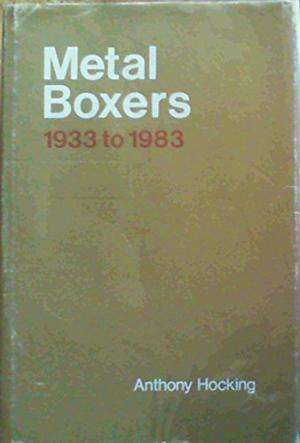 Metal
Boxers
1933 to 1983
Anthony Hocking